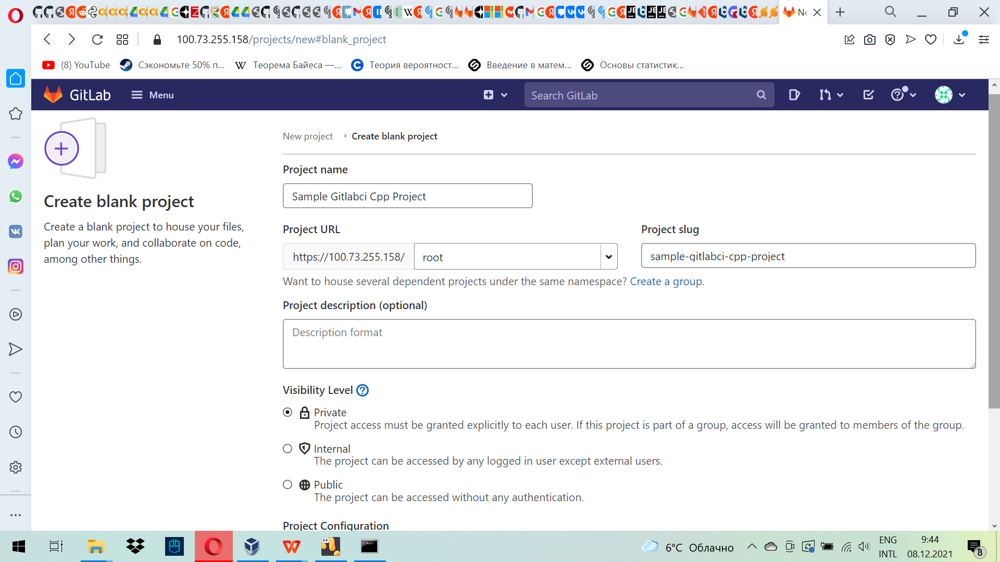 Ne
100.73.255.158/projects/new#blank_project
(8) YouTube
Сэкономьте 50% п...
W Теорема Байеса —...
Теория вероятност...
Введение в матем...
Основы статистик...
GitLab
Menu
Search GitLab
New project › Create blank project
Create blank project
Create a blank project to house your files,
plan your work, and collaborate on code,
among other things.
Project name
Sample Gitlabci Cpp Project
Project URL
Project slug
https://100.73.255.158/
root
sample-gitlabci-cpp-project
Want to house several dependent projects under the same namespace? Create a group.
Project description (optional)
Description format
Visibility Level
Private
Project access must be granted explicitly to each user. If this project is part of a group, access will be granted to members of the group.
Internal
The project can be accessed by any logged in user except external users.
Public
The project can be accessed without any authentication.
Project Configuration
64
6°C Облачно
ENG
INTL
9:44
08.12.2021
8